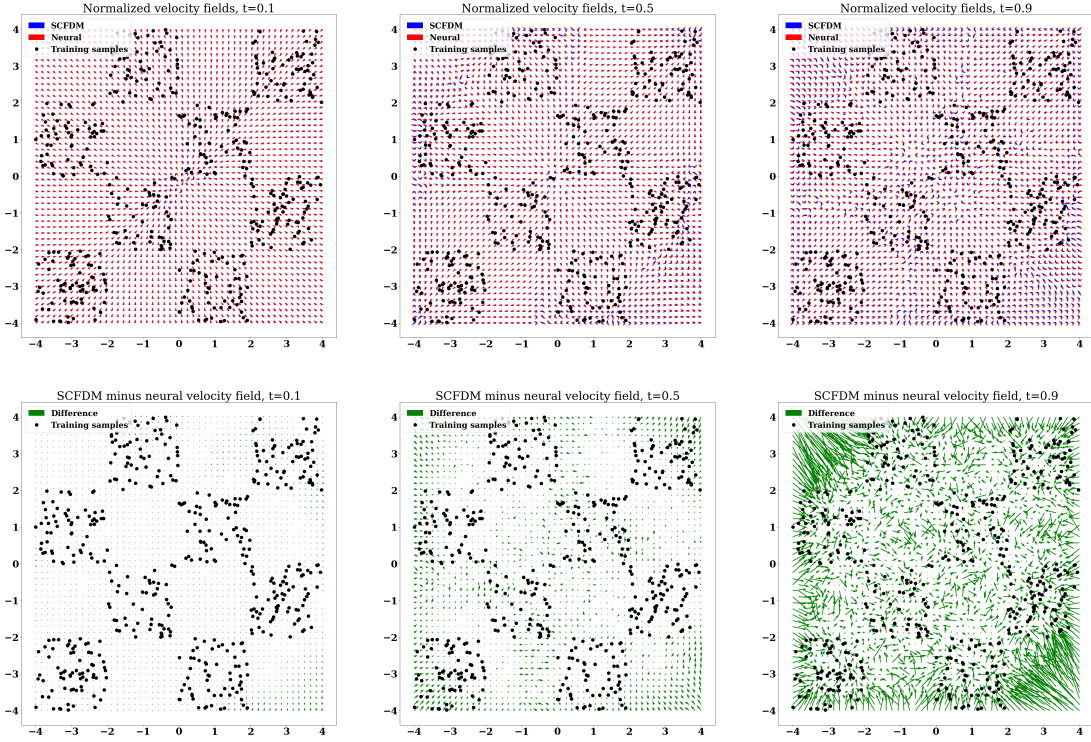 Normalized velocity fields, t=0.1
SCFDM
Neural
Training samples
4
3
2
1
0
−1
−2
−3
−4
−4 −3 −2 −1 0 1 2 3 4
Normalized velocity fields, t=0.5
SCFDM
Neural
Training samples
4
3
2
1
0
−1
−2
−3
−4
−4 −3 −2 −1 0 1 2 3 4
Normalized velocity fields, t=0.9
SCFDM
Neural
Training samples
4
3
2
1
0
−1
−2
−3
−4
−4 −3 −2 −1 0 1 2 3 4
SCFDM minus neural velocity field, t=0.1
Difference
Training samples
4
3
2
1
0
−1
−2
−3
−4
−4 −3 −2 −1 0 1 2 3 4
SCFDM minus neural velocity field, t=0.5
Difference
Training samples
4
3
2
1
0
−1
−2
−3
−4
−4 −3 −2 −1 0 1 2 3 4
SCFDM minus neural velocity field, t=0.9
Difference
Training samples
4
3
2
1
0
−1
−2
−3
−4
−4 −3 −2 −1 0 1 2 3 4